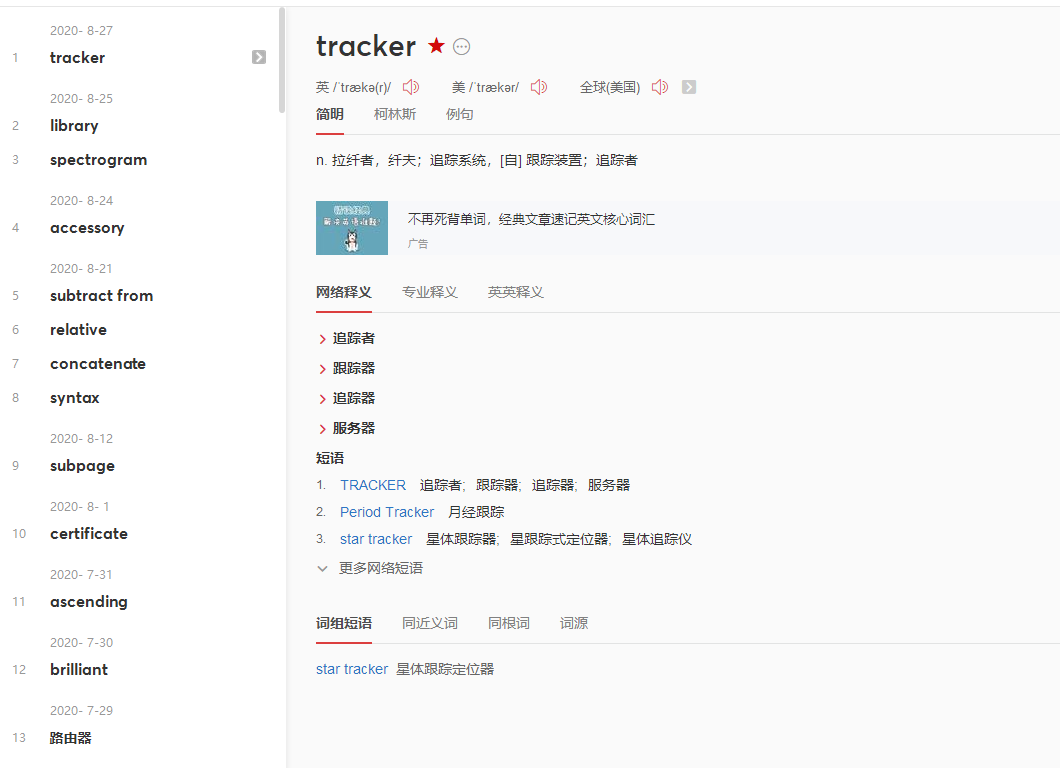 2020- 8-27
1 tracker
2020- 8-25
2 library
3 spectrogram
2020- 8-24
4 accessory
2020- 8-21
5 subtract from
6 relative
7 concatenate
8 syntax
2020- 8-12
9 subpage
2020- 8- 1
10 certificate
2020- 7-31
11 ascending
2020- 7-30
12 brilliant
2020- 7-29
13 路由器
tracker
英 /ˈtrækə(r)/ 美 /ˈtrækər/ 全球(美国)
简明 柯林斯 例句
n. 拉纤者，纤夫；追踪系统，[自] 跟踪装置；追踪者
不再死背单词，经典文章速记英文核心词汇
广告
网络释义 专业释义 英英释义
追踪者
跟踪器
追踪器
服务器
短语
1. TRACKER 追踪者; 跟踪器; 追踪器; 服务器
2. Period Tracker 月经跟踪
3. star tracker 星体跟踪器; 星跟踪式定位器; 星体追踪仪
更多网络短语
词组短语 同近义词 同根词 词源
star tracker 星体跟踪定位器